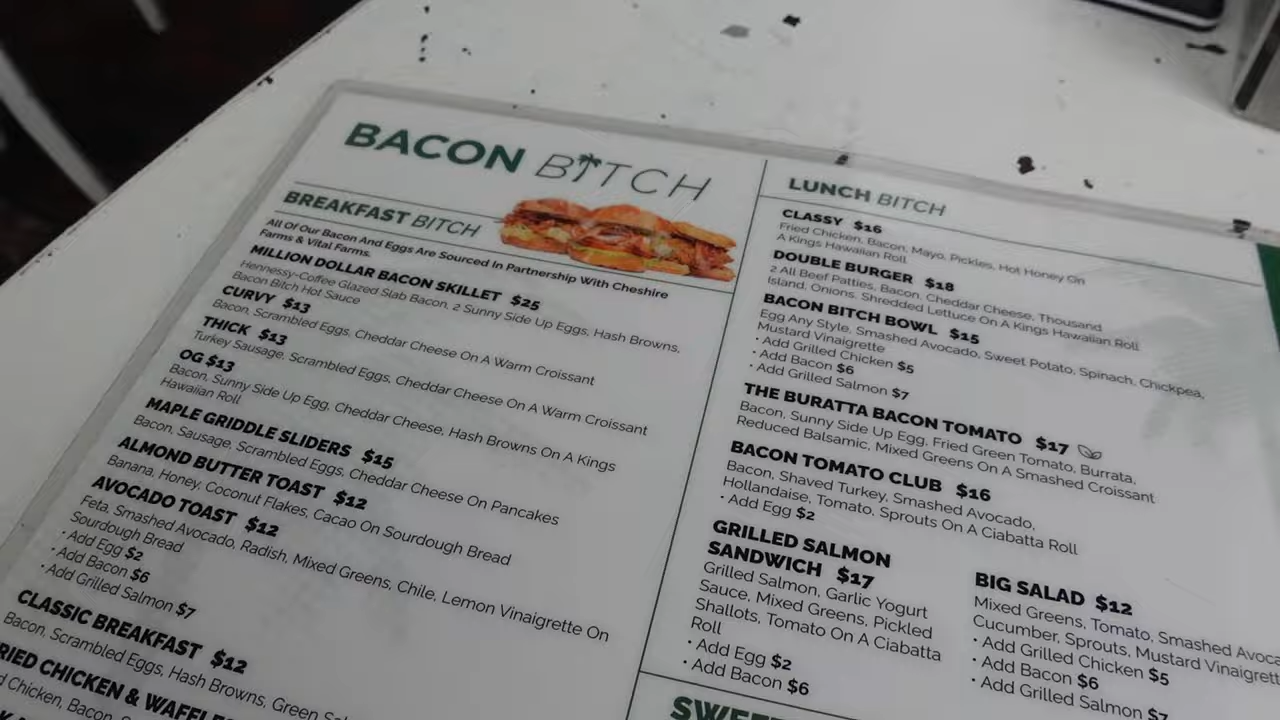 BACON BITCH
BREAKFAST BITCH
All Of Our Bacon And Eggs Are Sourced In Partnership With Cheshire
Farms & Vital Farms.
MILLION DOLLAR BACON SKILLET $25
Hennessy-Coffee Glazed Slab Bacon, 2 Sunny Side Up Eggs, Hash Browns,
Bacon Bitch Hot Sauce
CURVY $13
Bacon, Scrambled Eggs, Cheddar Cheese On A Warm Croissant
THICK $13
Turkey Sausage, Scrambled Eggs, Cheddar Cheese On A Warm Croissant
OG $13
Bacon, Sunny Side Up Egg, Cheddar Cheese, Hash Browns On A Kings
Hawaiian Roll
MAPLE GRIDDLE SLIDERS $15
Bacon, Sausage, Scrambled Eggs, Cheddar Cheese On Pancakes
ALMOND BUTTER TOAST $12
Banana, Honey, Coconut Flakes, Cacao On Sourdough Bread
AVOCADO TOAST $12
Feta, Smashed Avocado, Radish, Mixed Greens, Chile, Lemon Vinaigrette On
Sourdough Bread
• Add Egg $2
• Add Bacon $6
• Add Grilled Salmon $7
CLASSIC BREAKFAST $12
Bacon, Scrambled Eggs, Hash Browns, Green
RIED CHICKEN & WAFFLE
d Chicken, Bacon,
LUNCH BITCH
CLASSY $16
Fried Chicken, Bacon, Mayo, Pickles, Hot Honey On
A Kings Hawaiian Roll
DOUBLE BURGER $18
2 All Beef Patties, Bacon, Cheddar Cheese, Thousand
Island, Onions, Shredded Lettuce On A Kings Hawaiian Roll
BACON BITCH BOWL $15
Egg Any Style, Smashed Avocado, Sweet Potato, Spinach, Chickpea,
Mustard Vinaigrette
• Add Grilled Chicken $5
• Add Bacon $6
• Add Grilled Salmon $7
THE BURATTA BACON TOMATO $17
Bacon, Sunny Side Up Egg, Fried Green Tomato, Burrata,
Reduced Balsamic, Mixed Greens On A Smashed Croissant
BACON TOMATO CLUB $16
Bacon, Shaved Turkey, Smashed Avocado,
Hollandaise, Tomato, Sprouts On A Ciabatta Roll
• Add Egg $2
GRILLED SALMON
SANDWICH $17
Grilled Salmon, Garlic Yogurt
Sauce, Mixed Greens, Pickled
Shallots, Tomato On A Ciabatta
Roll
• Add Egg $2
• Add Bacon $6
BIG SALAD $12
Mixed Greens, Tomato, Smashed Avoca
Cucumber, Sprouts, Mustard Vinaigrett
• Add Grilled Chicken $5
• Add Bacon $6
• Add Grilled Salmon $7
SWEET